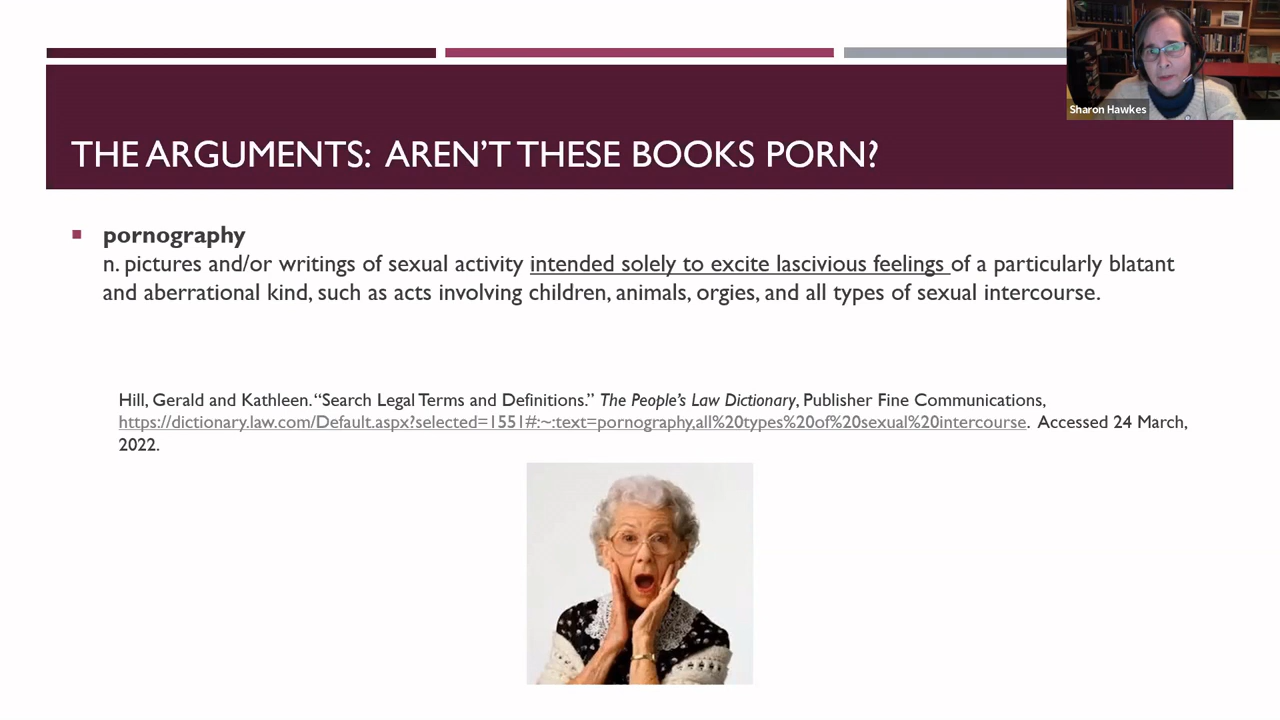 Sharon Hawkes
THE ARGUMENTS: AREN'T THESE BOOKS PORN?
pornography
n. pictures and/or writings of sexual activity intended solely to excite lascivious feelings of a particularly blatant
and aberrational kind, such as acts involving children, animals, orgies, and all types of sexual intercourse.
Hill, Gerald and Kathleen. “Search Legal Terms and Definitions.” The People's Law Dictionary, Publisher Fine Communications,
https://dictionary.law.com/Default.aspx?selected=1551#:~:text=pornography,all%20types%20of%20sexual%20intercourse. Accessed 24 March,
2022.